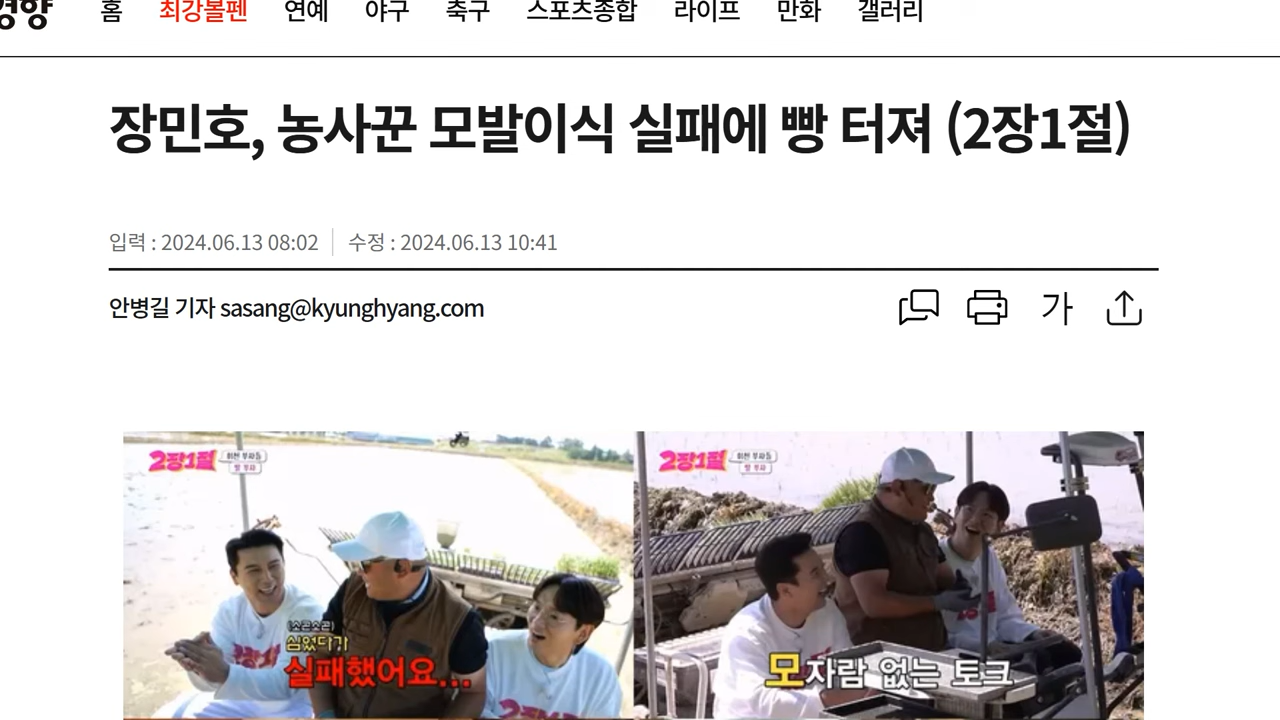 경향
홈 최강볼펜 연예 야구 축구 스포츠종합 라이프 만화 갤러리
장민호, 농사꾼 모발이식 실패에 빵 터져 (2장1절)
입력 : 2024.06.13 08:02 수정 : 2024.06.13 10:41
안병길 기자 sasang@kyunghyang.com
가
2장1절
(소곤소곤)
심었다가
실패했어요...
2장1절
모자람 없는 토크